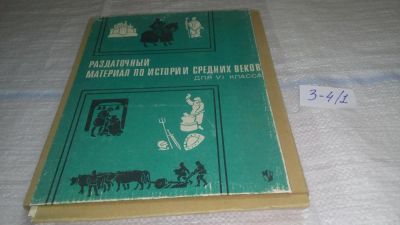 РАЗДАТОЧНЫЙ
МАТЕРИАЛ ПО ИСТОРИИ СРЕДНИХ ВЕКОВ
ДЛЯ VI КЛАССА
3-4/1